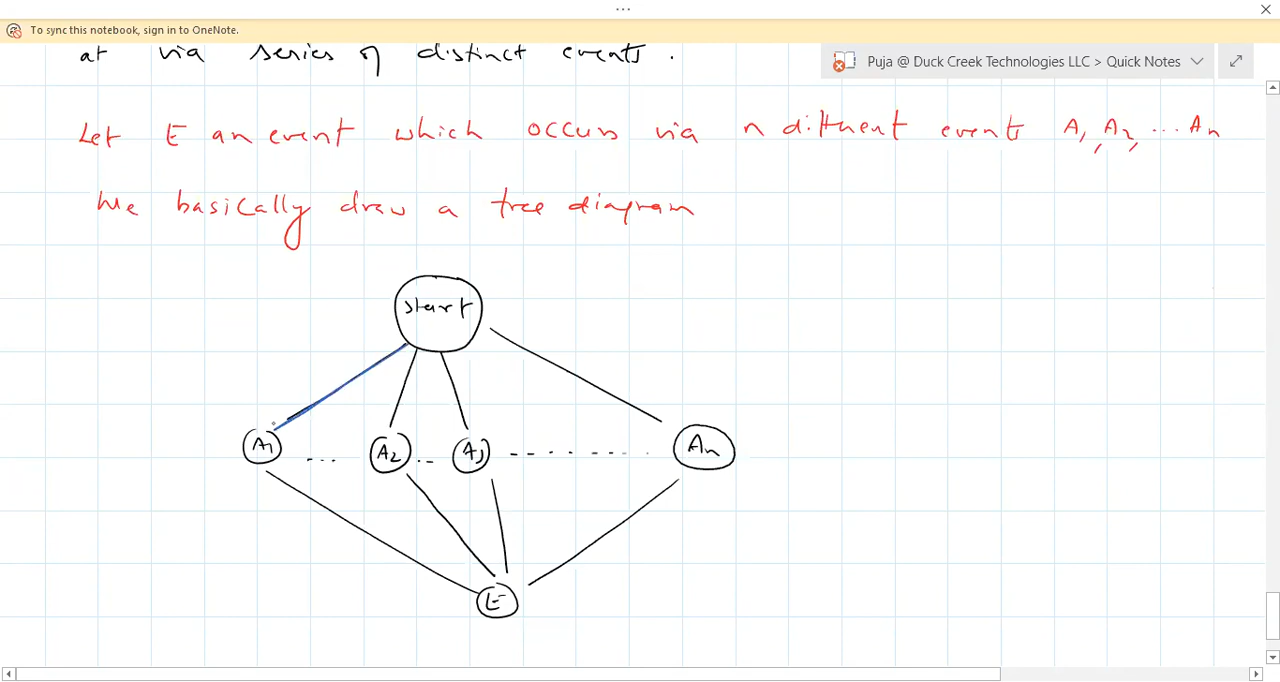 ...
To sync this notebook, sign in to OneNote.
at via series of distinct events.
Puja @ Duck Creek Technologies LLC > Quick Notes
Let E an event which occurs via n different events A1, A2, ... An
We basically draw a tree diagram
Start
A1 ... A2 .. Aj ------- An
E